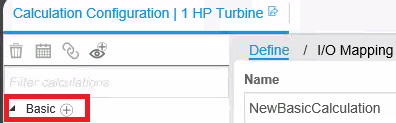 Calculation Configuration | 1 HP Turbine
Define / I/O Mapping
Filter calculations
Name
Basic
NewBasicCalculation